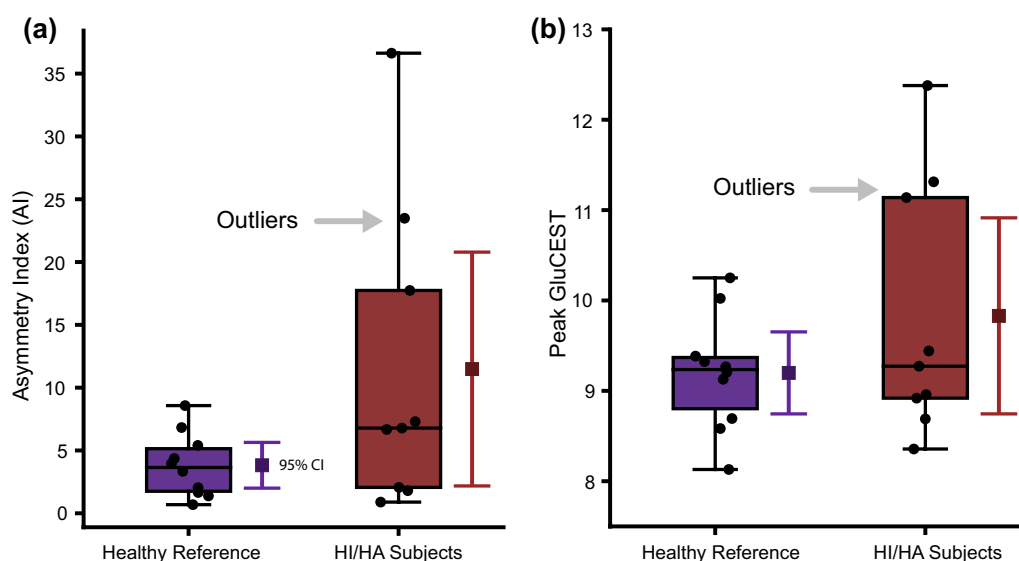 (a)
Asymmetry Index (AI)
35
30
25
20
15
10
5
0
Outliers
95% CI
Healthy Reference
HI/HA Subjects
(b)
Peak GluCEST
13
12
11
10
9
8
Outliers
Healthy Reference
HI/HA Subjects